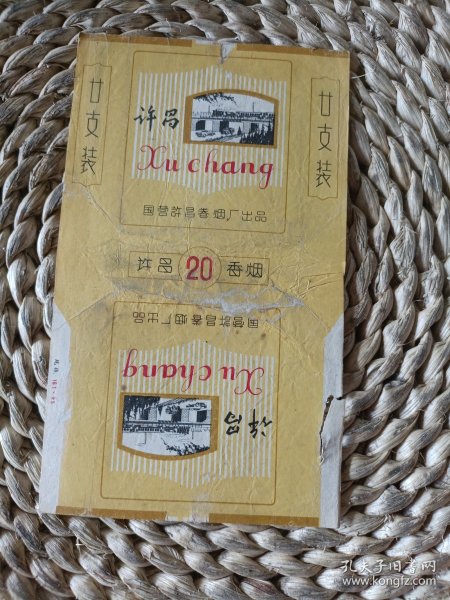 廿支装
廿支装
许昌
Xu chang
国营許昌香烟厂出品
许昌
20
香烟
国营許昌香烟厂出品
Xu chang
许昌
孔夫子旧书网
www.kongfz.com